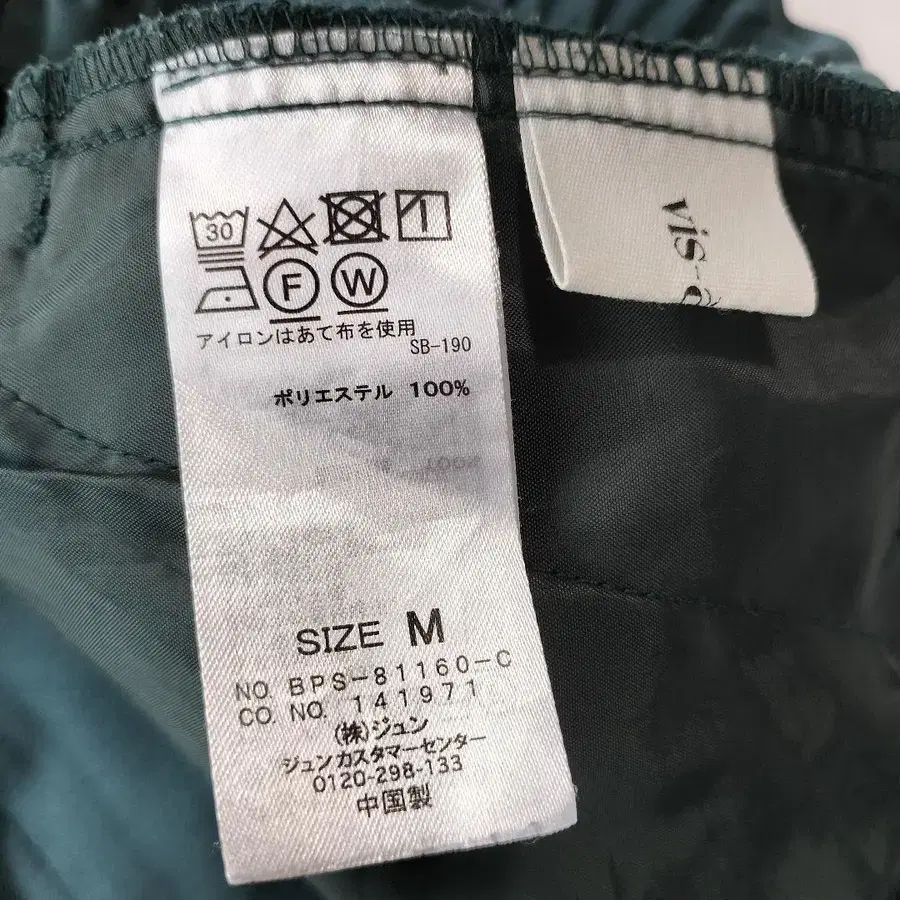 30
F W
アイロンはあて布を使用
SB-190
ポリエステル 100%
SIZE M
NO. BPS-81160-C
CO. NO. 141971
(株)ジュン
ジュンカスタマーセンター
0120-298-133
中国製
vis-à